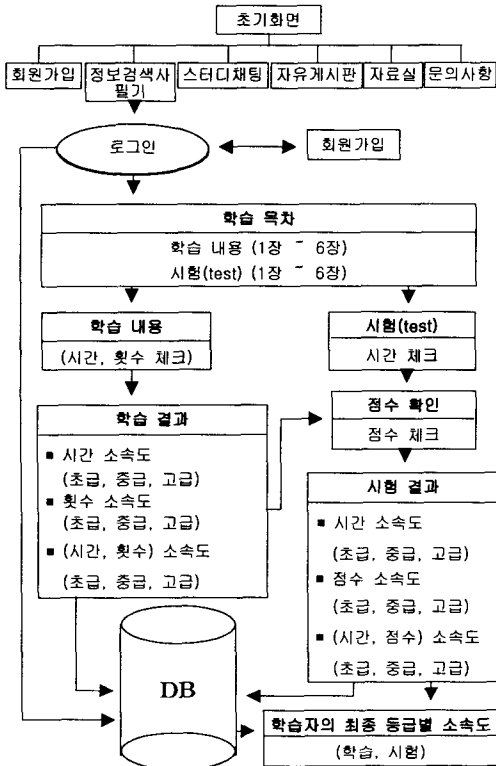 초기화면
회원가입
정보검색사
필기
스터디채팅
자유게시판
자료실
문의사항
로그인
회원가입
학습 목차
학습 내용 (1장 ~ 6장)
시험(test) (1장 ~ 6장)
학습 내용
(시간, 횟수 체크)
시험(test)
시간 체크
학습 결과
■ 시간 소속도
(초급, 중급, 고급)
■ 횟수 소속도
(초급, 중급, 고급)
■ (시간, 횟수) 소속도
(초급, 중급, 고급)
점수 확인
점수 체크
시험 결과
■ 시간 소속도
(초급, 중급, 고급)
■ 점수 소속도
(초급, 중급, 고급)
■ (시간, 점수) 소속도
(초급, 중급, 고급)
DB
학습자의 최종 등급별 소속도
(학습, 시험)